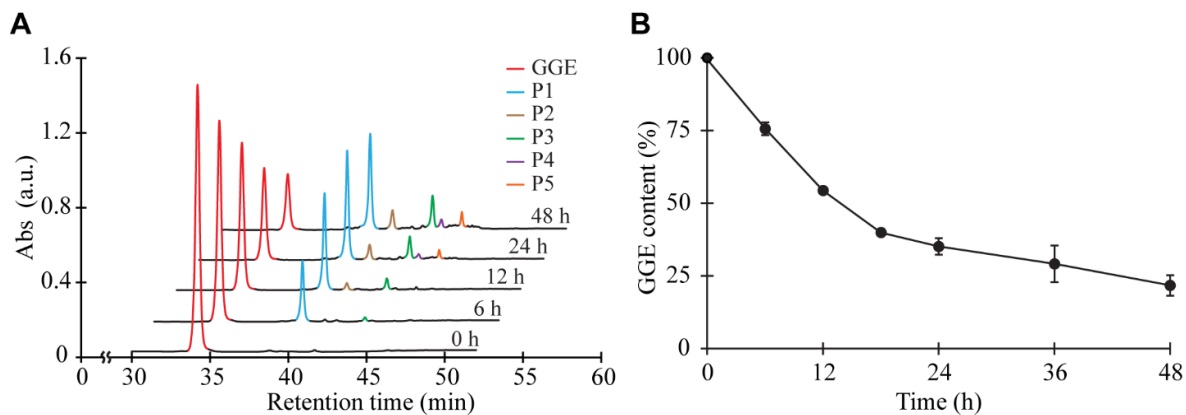 A
1.6
1.2
0.8
0.4
0
Abs (a.u.)
GGE
P1
P2
P3
P4
P5
48 h
24 h
12 h
6 h
0 h
0 30 35 40 45 50 55 60
Retention time (min)
B
100
75
50
25
0
GGE content (%)
0 12 24 36 48
Time (h)